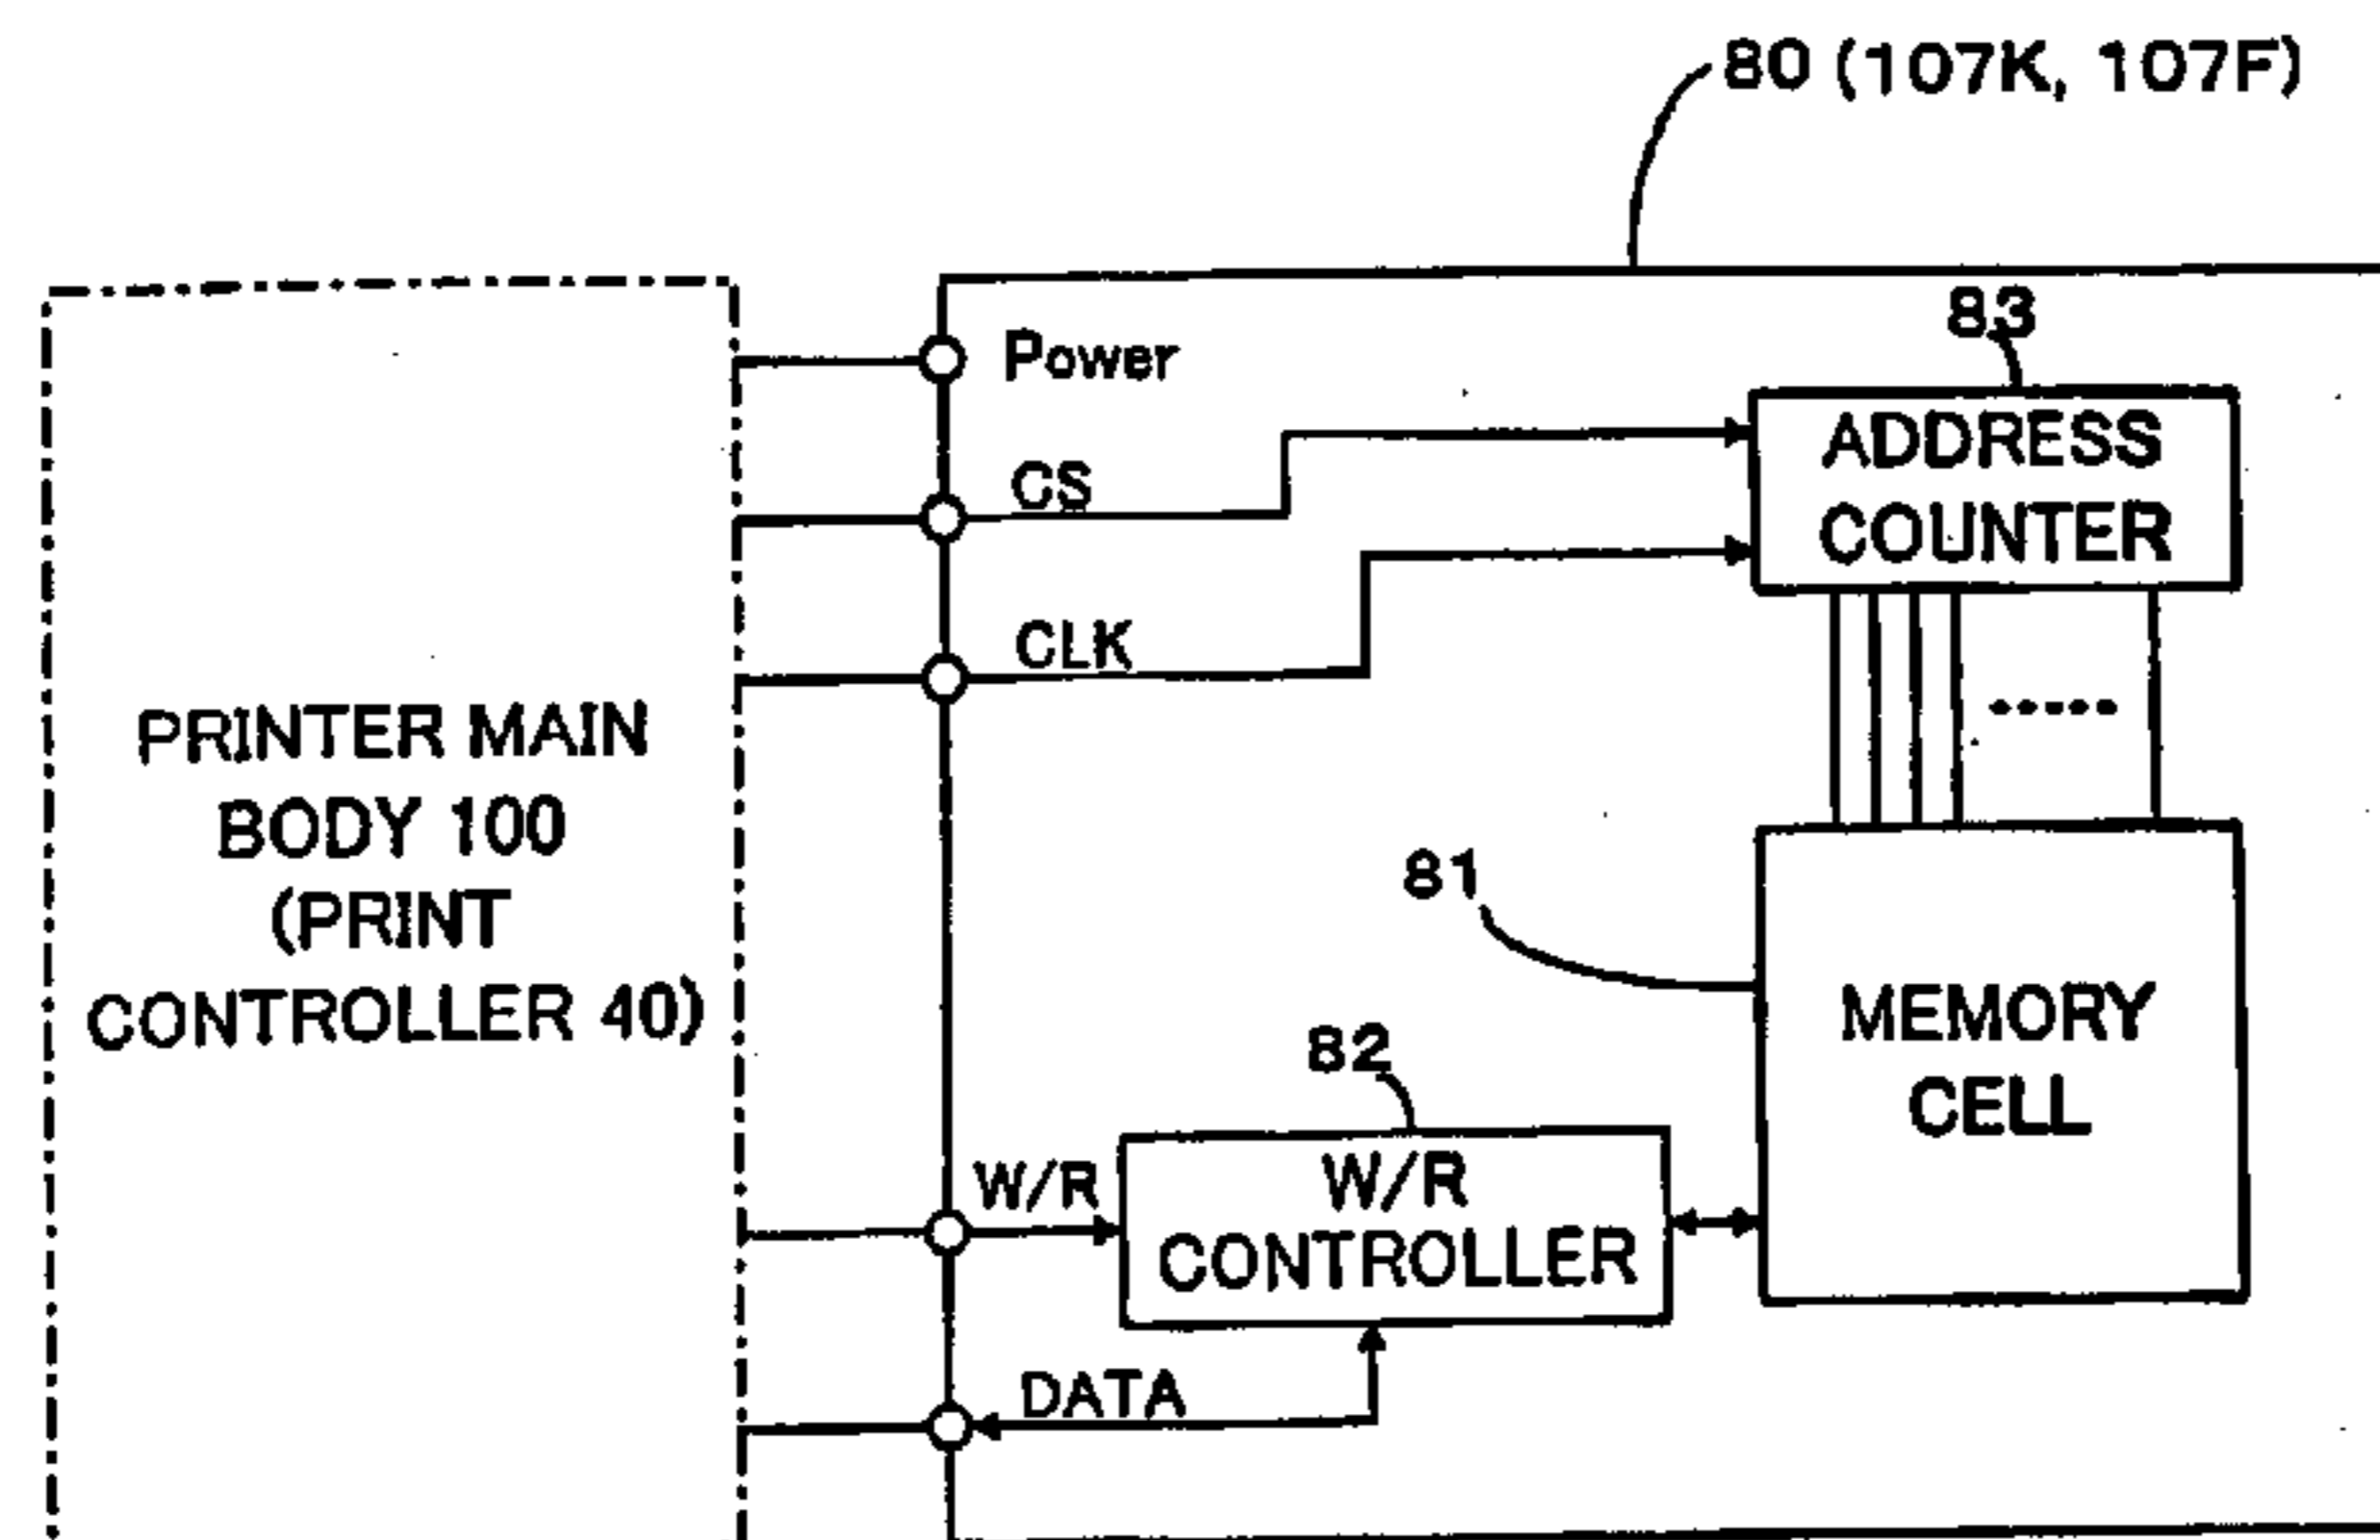 80 (107K, 107F)
83
Power
ADDRESS
COUNTER
CS
CLK
PRINTER MAIN
BODY 100
(PRINT
CONTROLLER 40)
81
MEMORY
CELL
82
W/R
W/R
CONTROLLER
DATA